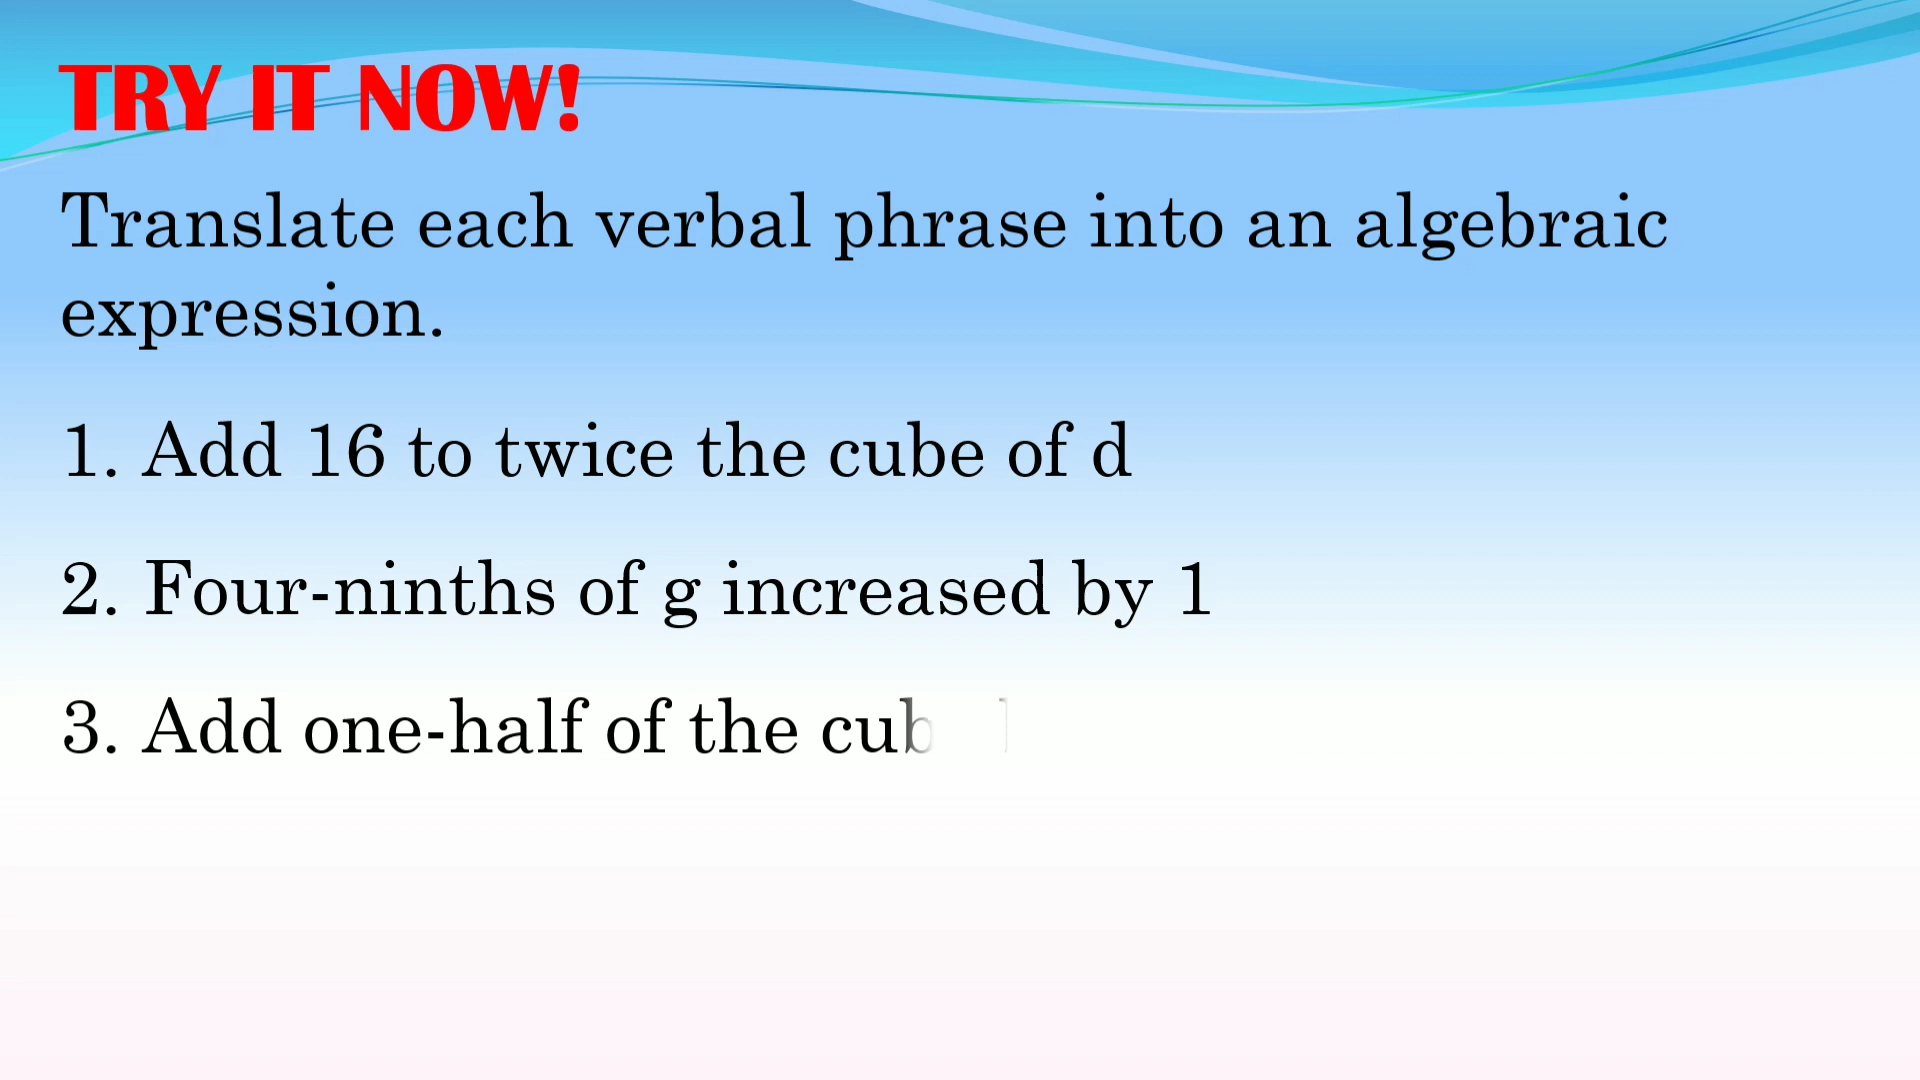 TRY IT NOW!
Translate each verbal phrase into an algebraic
expression.
1. Add 16 to twice the cube of d
2. Four-ninths of g increased by 1
3. Add one-half of the cub